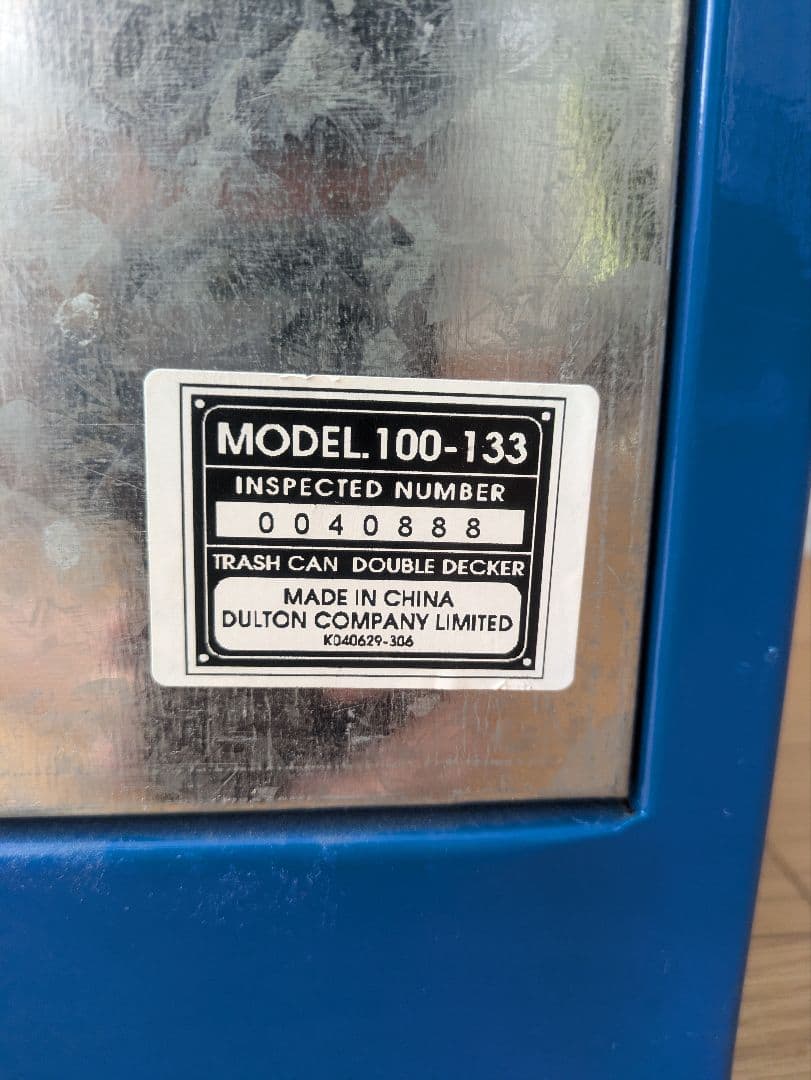 MODEL.100-133
INSPECTED NUMBER
0040888
TRASH CAN DOUBLE DECKER
MADE IN CHINA
DULTON COMPANY LIMITED
K040629-306